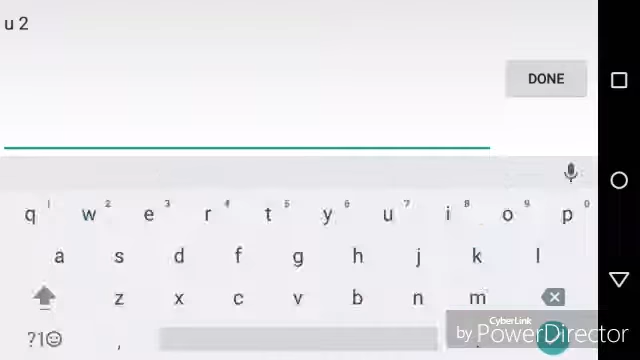 u 2
DONE
1 2 3 4 5 6 7 8 9 0
q w e r t y u i o p
a s d f g h j k l
z x c v b n m
?1☺ , .
CyberLink
by PowerDirector